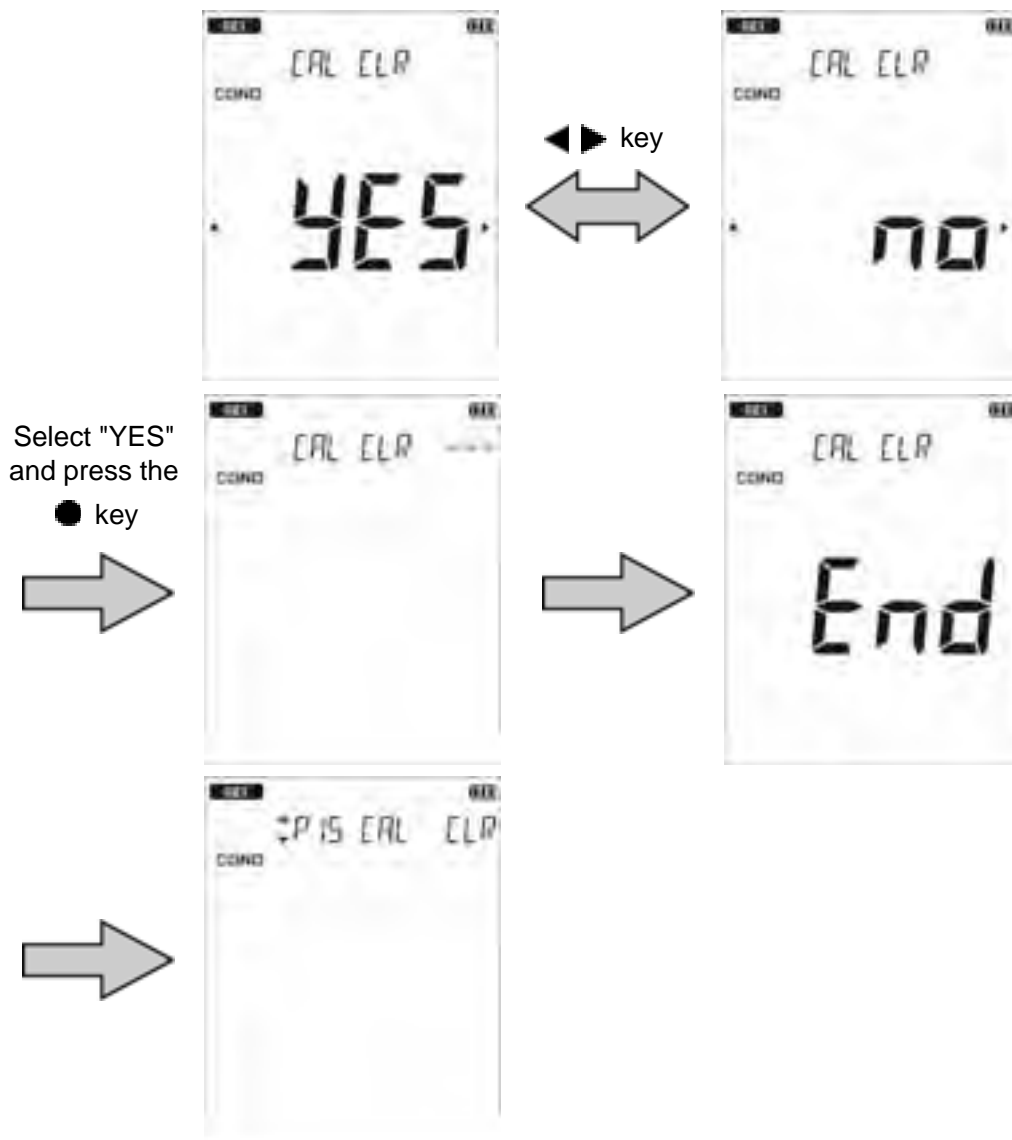 CAL CLR
COND
YES
◀ ▶ key
CAL CLR
COND
no
Select "YES"
and press the
● key
CAL CLR ----
COND
CAL CLR
COND
End
P15 CAL CLR
COND